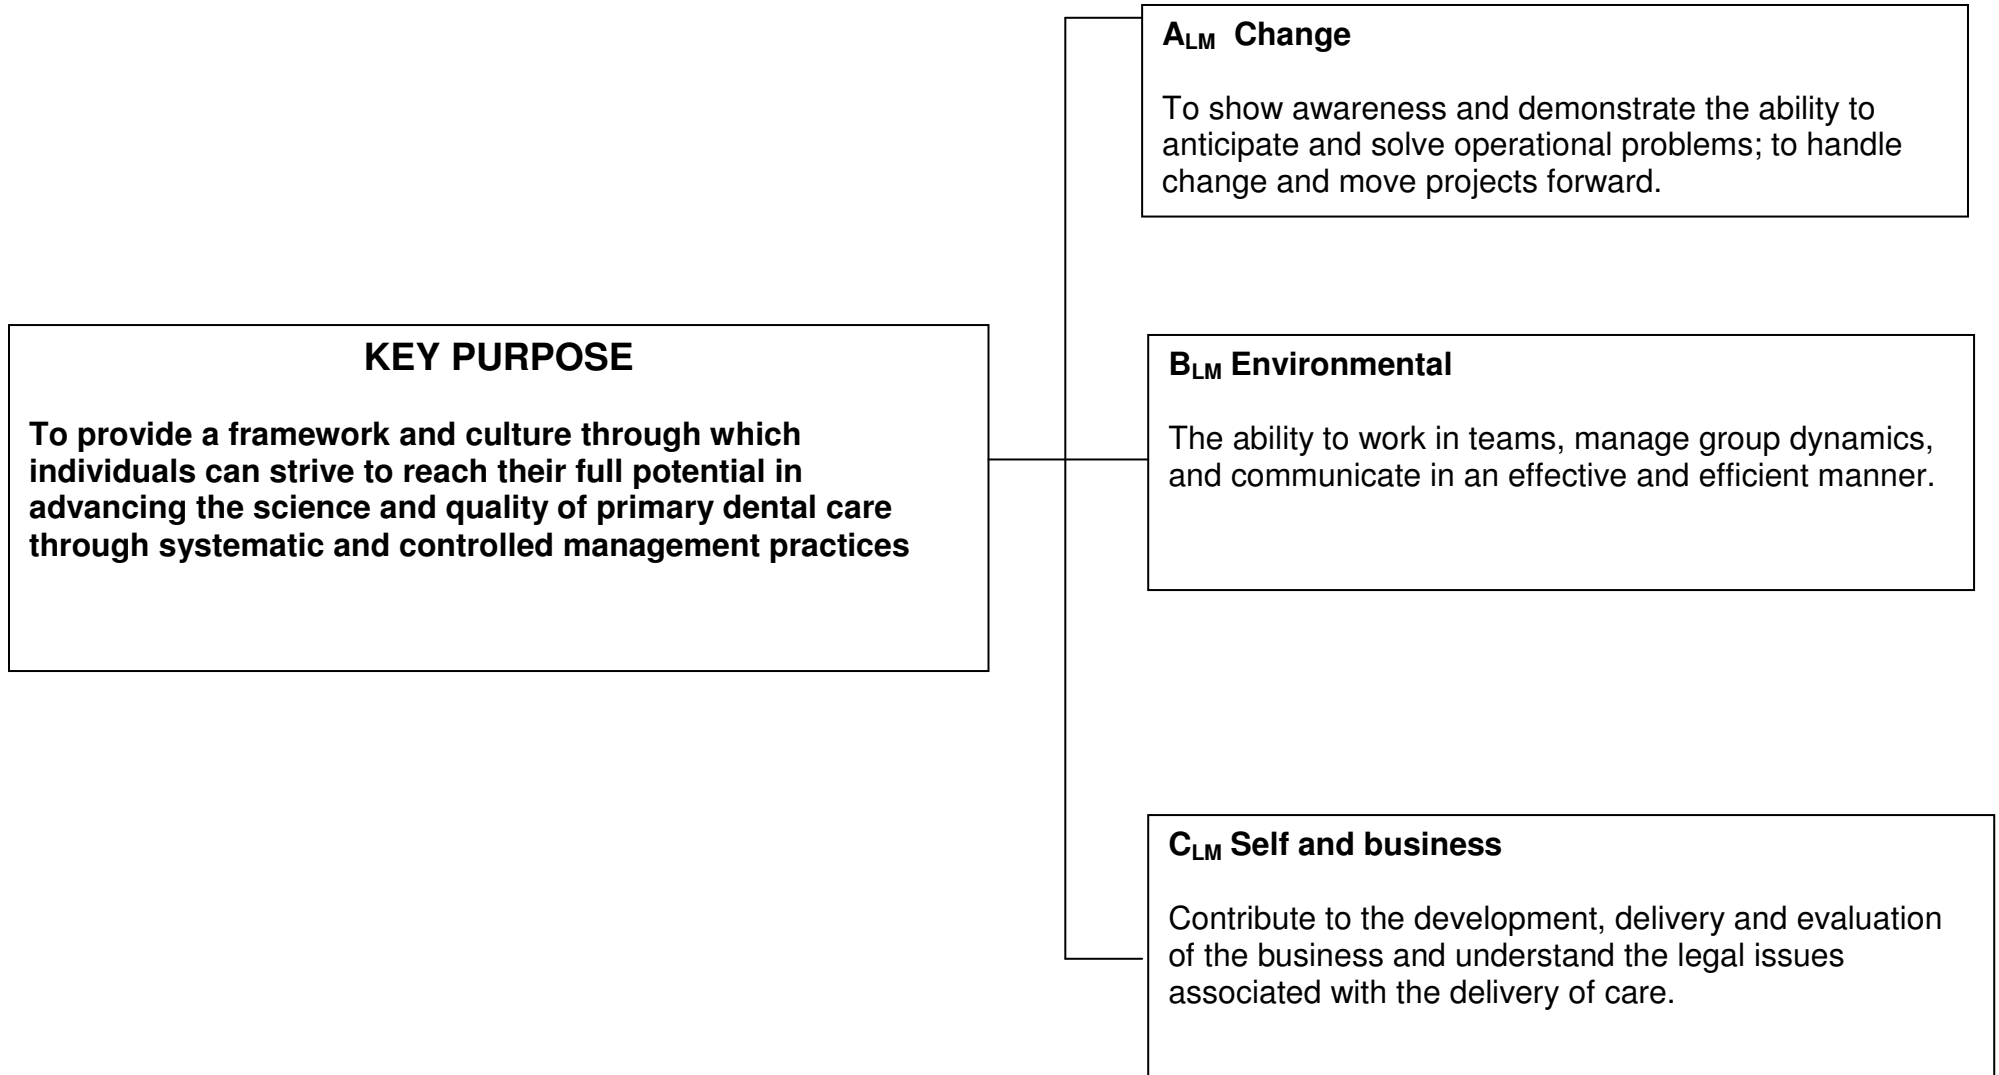 A_LM Change
To show awareness and demonstrate the ability to
anticipate and solve operational problems; to handle
change and move projects forward.
KEY PURPOSE
To provide a framework and culture through which
individuals can strive to reach their full potential in
advancing the science and quality of primary dental care
through systematic and controlled management practices
B_LM Environmental
The ability to work in teams, manage group dynamics,
and communicate in an effective and efficient manner.
C_LM Self and business
Contribute to the development, delivery and evaluation
of the business and understand the legal issues
associated with the delivery of care.